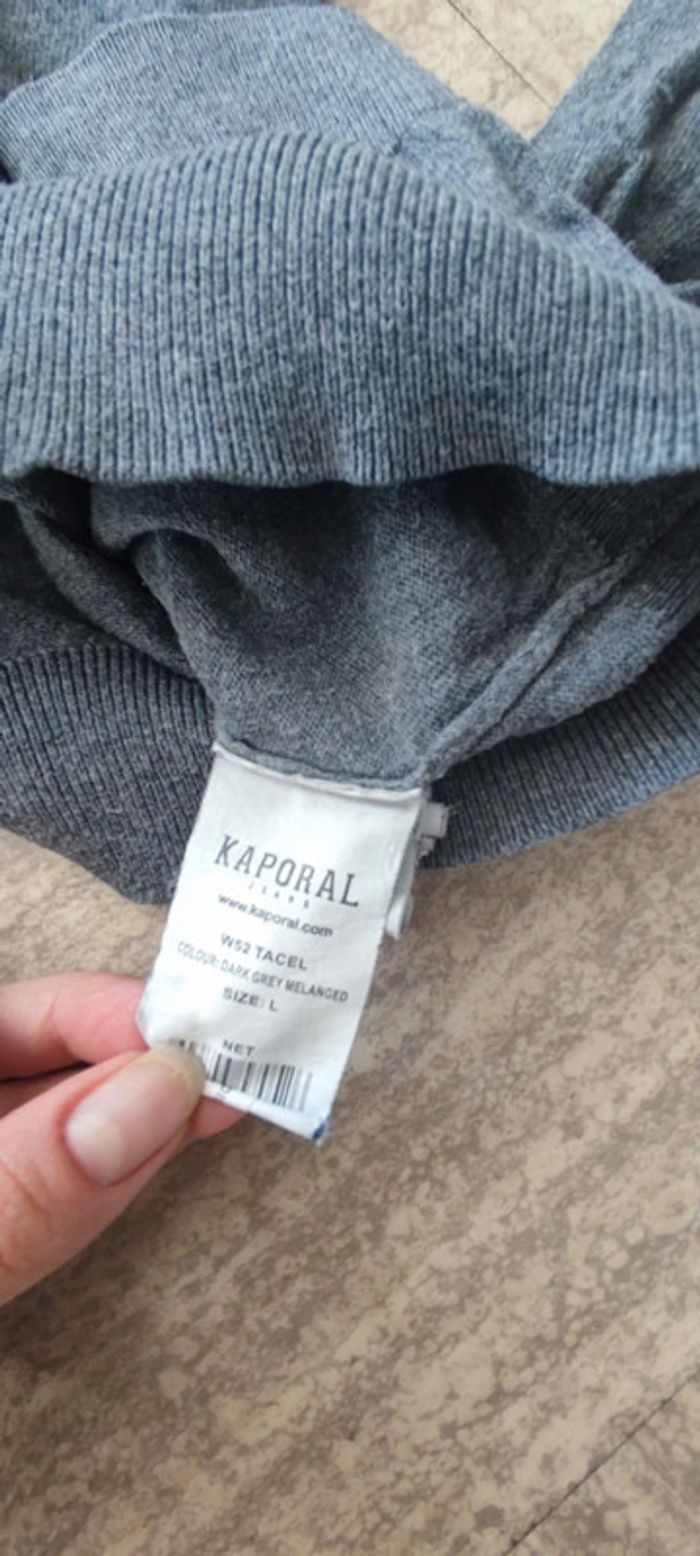 KAPORAL
JEANS
www.kaporal.com
W52 TACEL
COLOUR: DARK GREY MELANGED
SIZE: L
NET